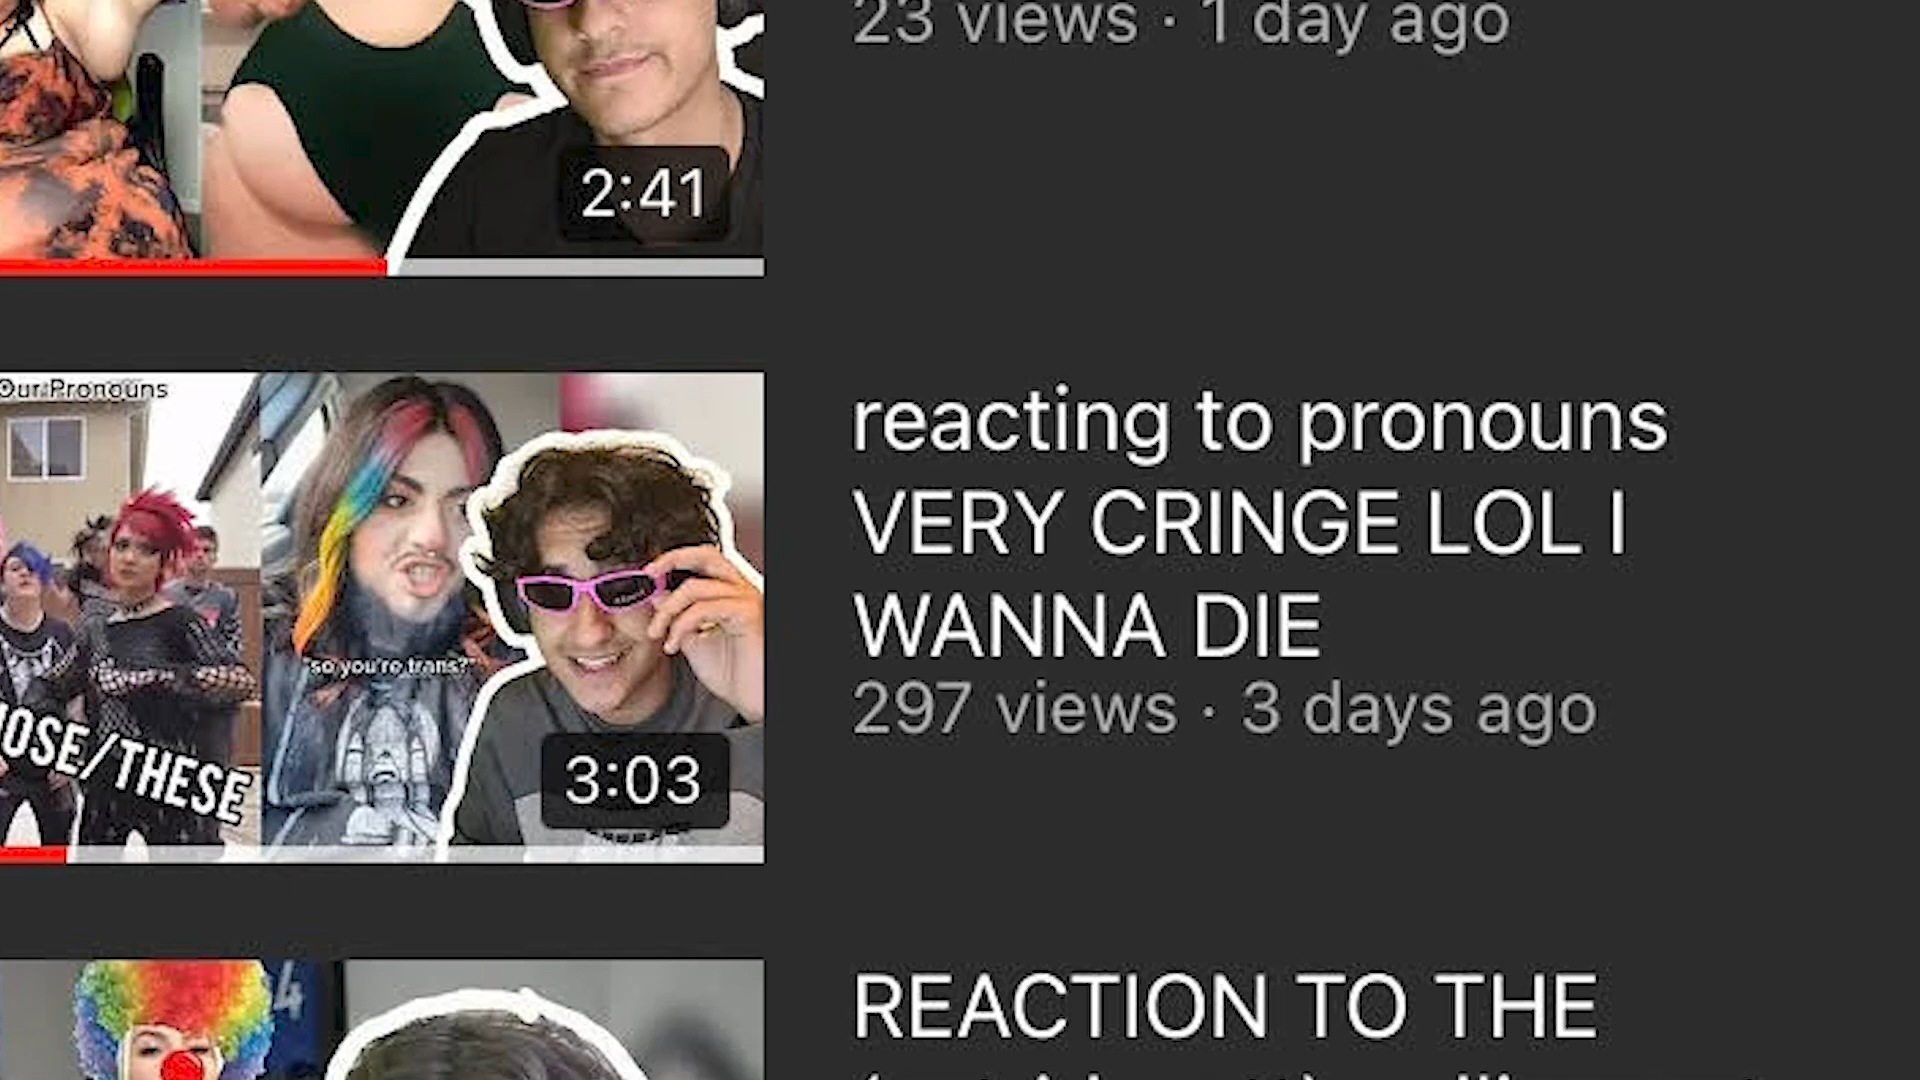 23 views · 1 day ago
2:41
Our Pronouns
reacting to pronouns
VERY CRINGE LOL I
WANNA DIE
297 views · 3 days ago
"so you're trans?"
OSE/THESE
3:03
4
REACTION TO THE